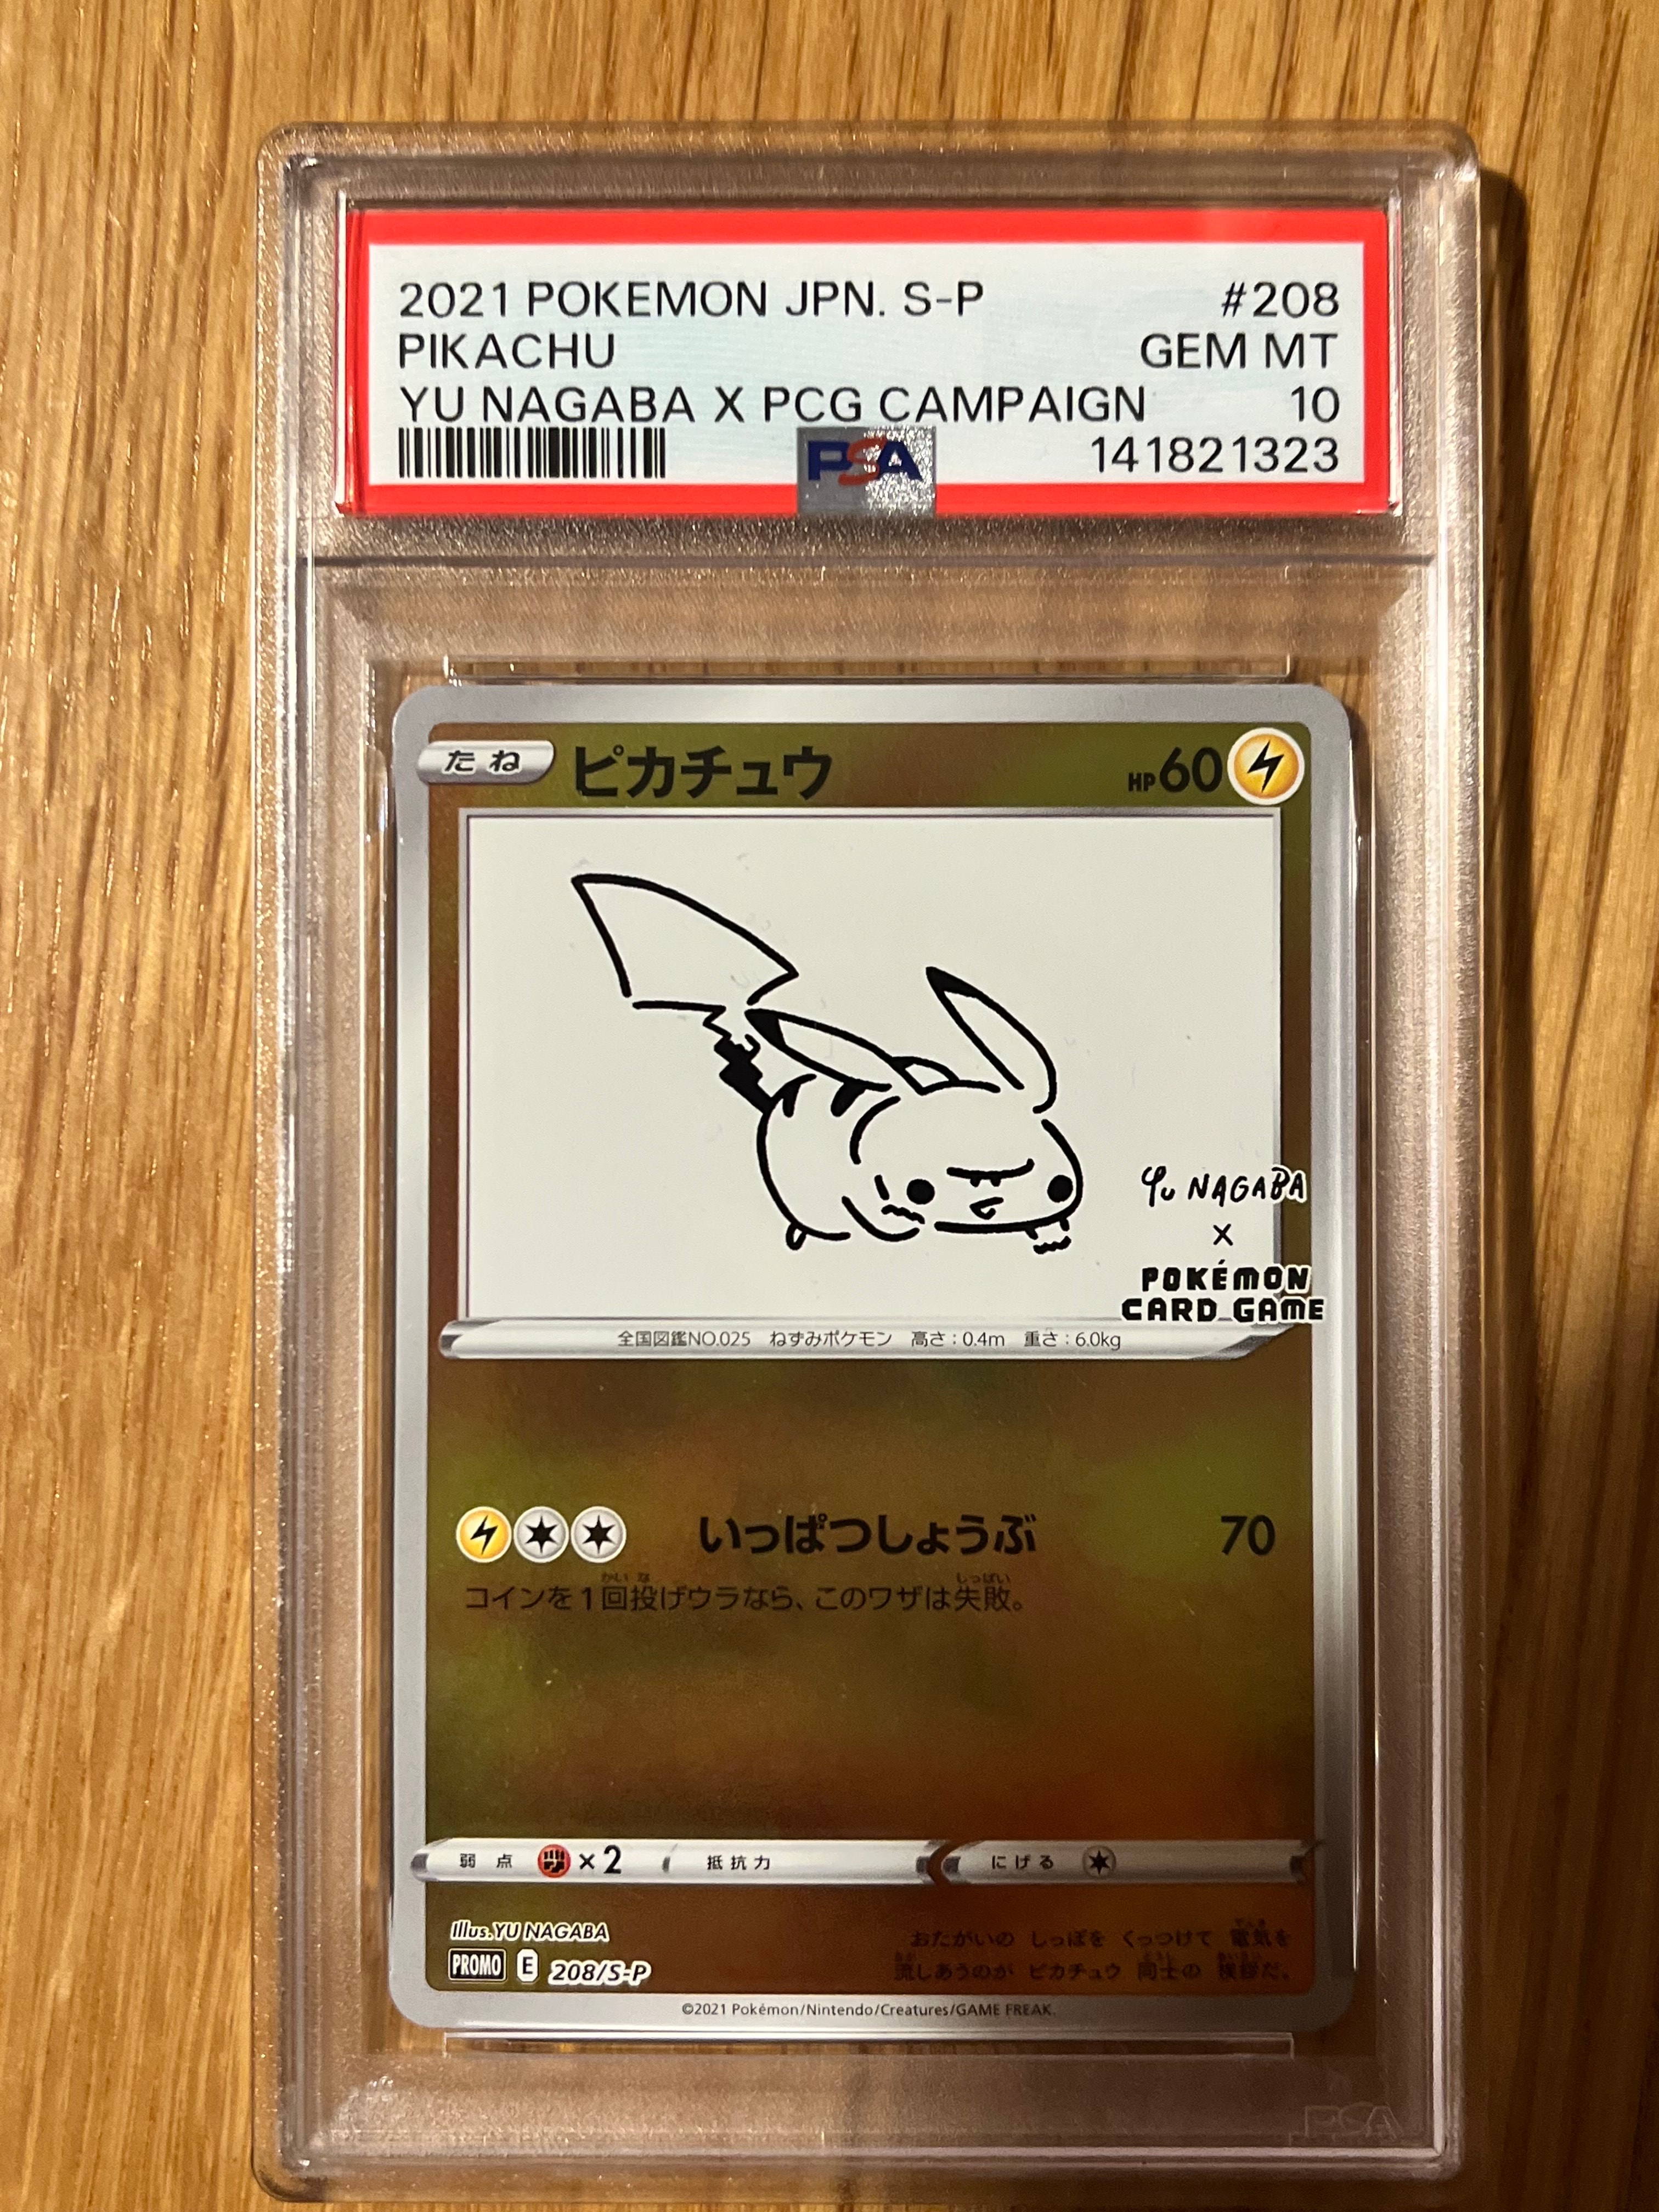 2021 POKEMON JPN. S-P #208
PIKACHU GEM MT
YU NAGABA X PCG CAMPAIGN 10
PSA 141821323
たね ピカチュウ HP60
YU NAGABA
X
POKÉMON
CARD GAME
全国図鑑NO.025 ねずみポケモン 高さ:0.4m 重さ:6.0kg
いっぱつしょうぶ 70
コインを1回投げウラなら、このワザは失敗。
弱点 ×2 抵抗力 にげる
Illus. YU NAGABA
PROMO E 208/S-P
おたがいの しっぽを くっつけて 電気を
流しあうのが ピカチュウ 同士の 挨拶だ。
©2021 Pokémon/Nintendo/Creatures/GAME FREAK.
PSA